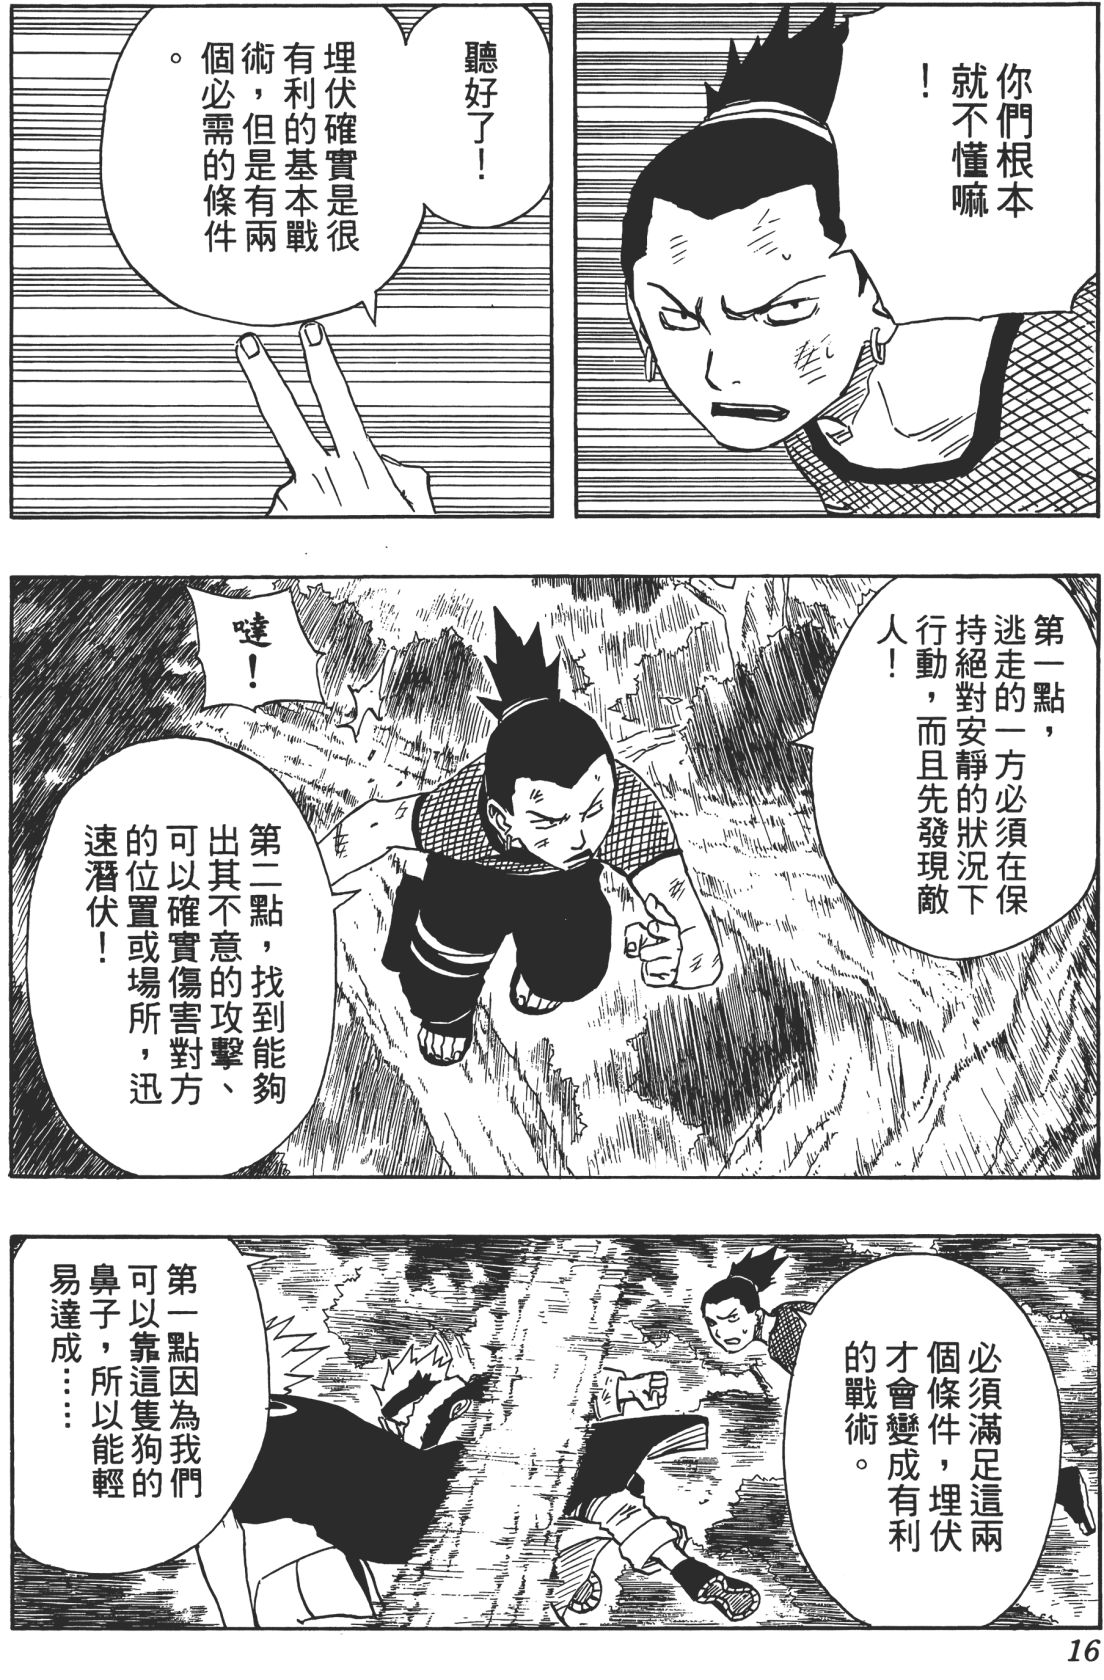 你們根本
就不懂嘛
！
聽好了！
埋伏確實是很
有利的基本戰
術，但是有兩
個必需的條件
。
第一點，
逃走的一方必須在保
持絕對安靜的狀況下
行動，而且先發現敵
人！
噠！
第二點，找到能夠
出其不意的攻擊、
可以確實傷害對方
的位置或場所，迅
速潛伏！
必須滿足這兩
個條件，埋伏
才會變成有利
的戰術。
第一點因為我們
可以靠這隻狗的
鼻子，所以能輕
易達成……
16